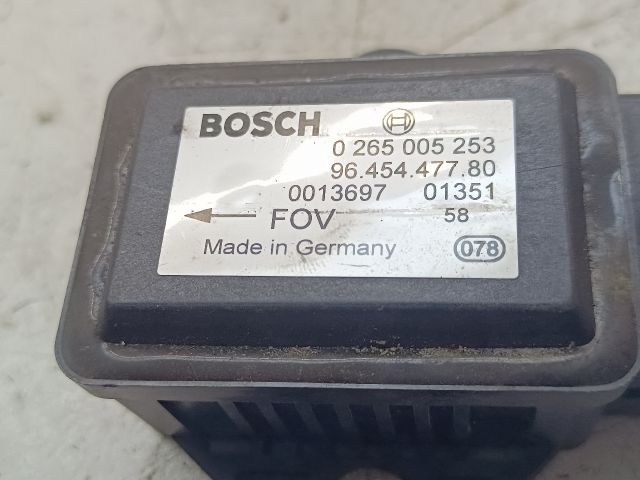 BOSCH
0 265 005 253
96.454.477.80
0013697 01351
FOV 58
Made in Germany 078